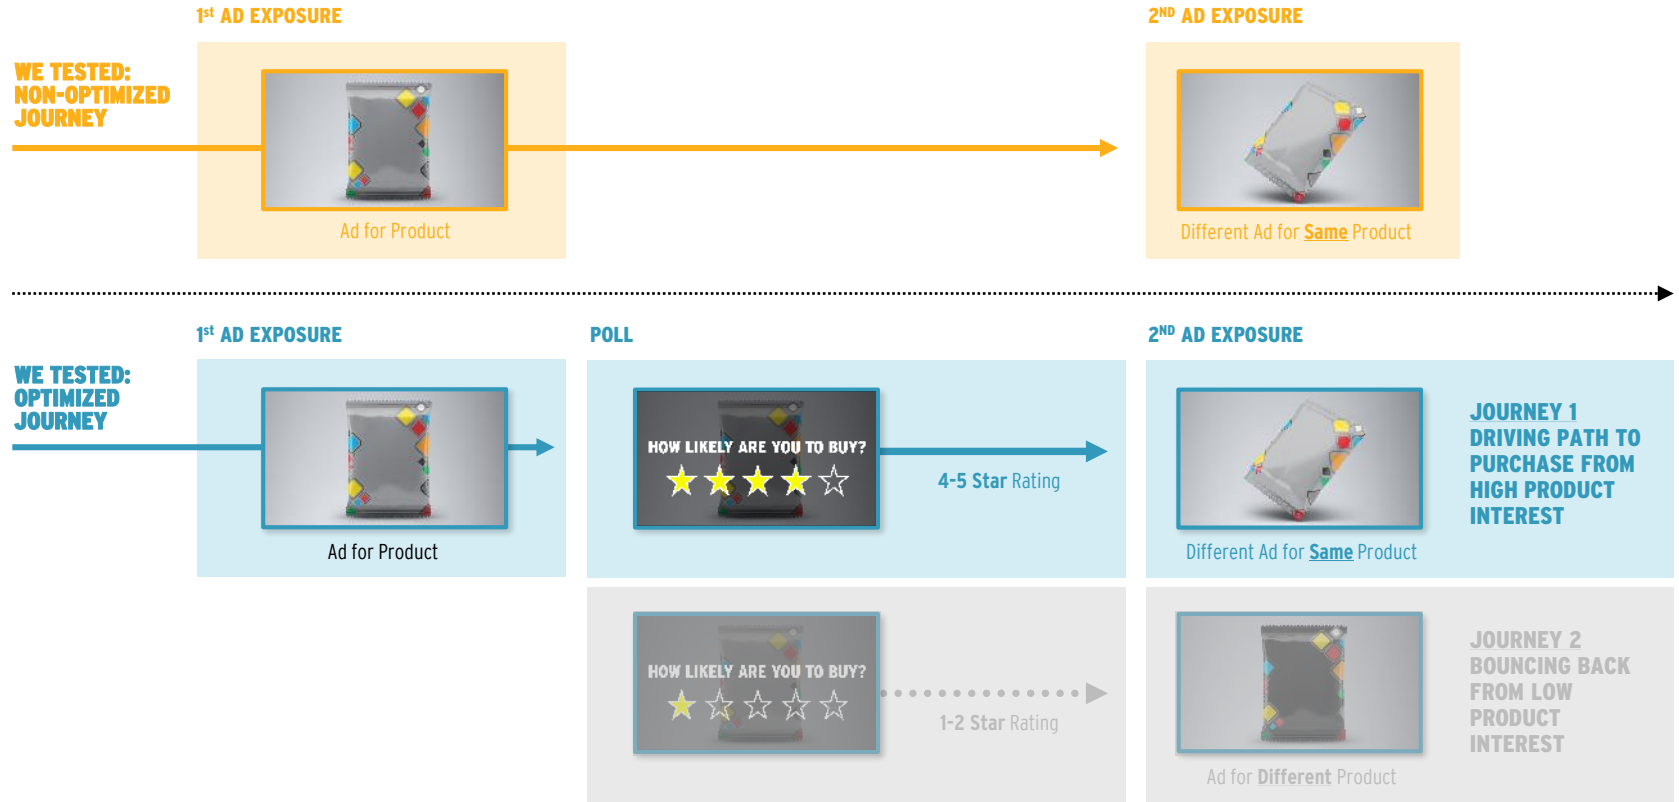 1st AD EXPOSURE
2ND AD EXPOSURE
WE TESTED:
NON-OPTIMIZED
JOURNEY
Ad for Product
Different Ad for Same Product
1st AD EXPOSURE
POLL
2ND AD EXPOSURE
WE TESTED:
OPTIMIZED
JOURNEY
HOW LIKELY ARE YOU TO BUY?
4-5 Star Rating
Ad for Product
Different Ad for Same Product
JOURNEY 1
DRIVING PATH TO
PURCHASE FROM
HIGH PRODUCT
INTEREST
HOW LIKELY ARE YOU TO BUY?
1-2 Star Rating
Ad for Different Product
JOURNEY 2
BOUNCING BACK
FROM LOW
PRODUCT
INTEREST